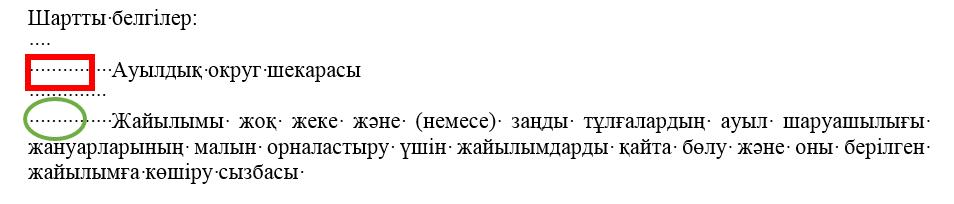 Шартты белгілер:
Ауылдық округ шекарасы
Жайылымы жоқ жеке және (немесе) заңды тұлғалардың ауыл шаруашылығы
жануарларының малын орналастыру үшін жайылымдарды қайта бөлу және оны берілген
жайылымға көшіру сызбасы